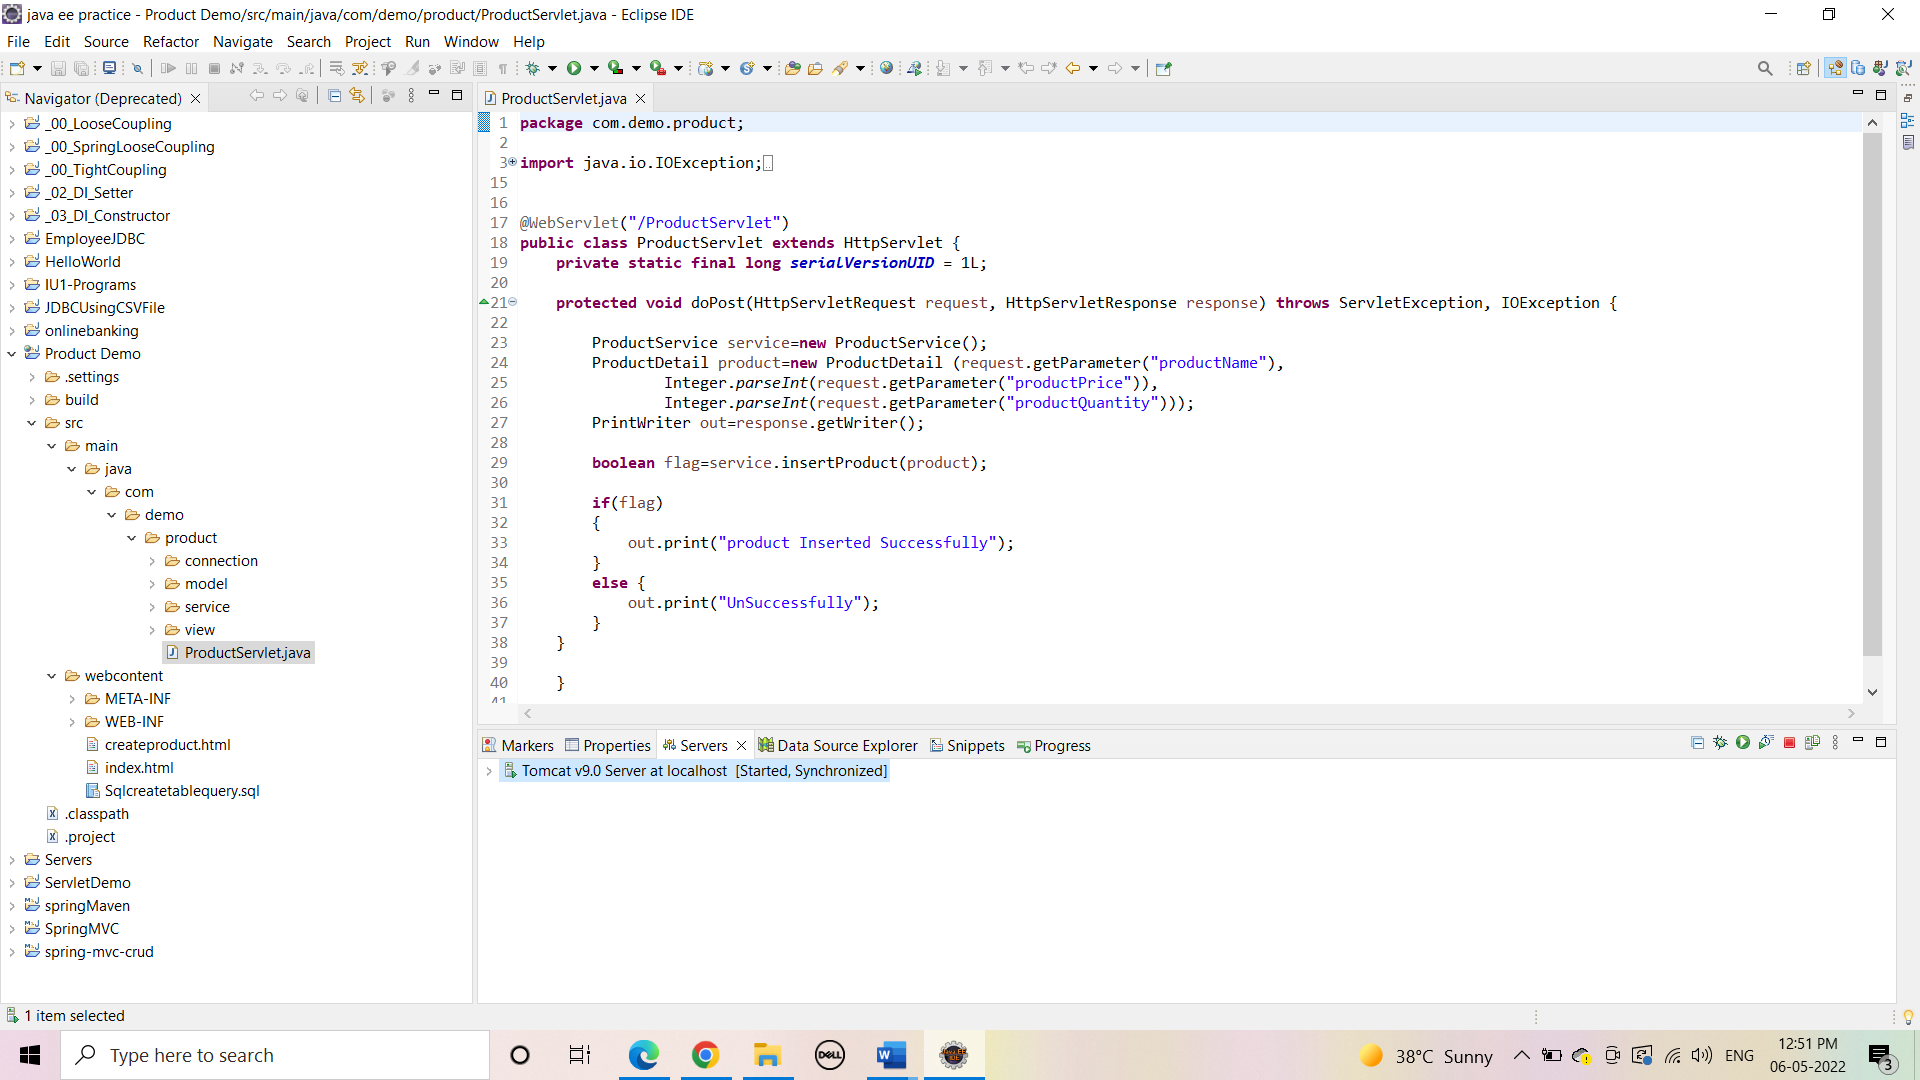 java ee practice - Product Demo/src/main/java/com/demo/product/ProductServlet.java - Eclipse IDE
File Edit Source Refactor Navigate Search Project Run Window Help
Navigator (Deprecated)
_00_LooseCoupling
_00_SpringLooseCoupling
_00_TightCoupling
_02_DI_Setter
_03_DI_Constructor
EmployeeJDBC
HelloWorld
IU1-Programs
JDBCUsingCSVFile
onlinebanking
Product Demo
.settings
build
src
main
java
com
demo
product
connection
model
service
view
ProductServlet.java
webcontent
META-INF
WEB-INF
createproduct.html
index.html
Sqlcreatetablequery.sql
.classpath
.project
Servers
ServletDemo
springMaven
SpringMVC
spring-mvc-crud
ProductServlet.java
1 package com.demo.product;
2
3 import java.io.IOException;
15
16
17 @WebServlet("/ProductServlet")
18 public class ProductServlet extends HttpServlet {
19 private static final long serialVersionUID = 1L;
20
21 protected void doPost(HttpServletRequest request, HttpServletResponse response) throws ServletException, IOException {
22
23 ProductService service=new ProductService();
24 ProductDetail product=new ProductDetail (request.getParameter("productName"),
25 Integer.parseInt(request.getParameter("productPrice")),
26 Integer.parseInt(request.getParameter("productQuantity")));
27 PrintWriter out=response.getWriter();
28
29 boolean flag=service.insertProduct(product);
30
31 if(flag)
32 {
33 out.print("product Inserted Successfully");
34 }
35 else {
36 out.print("UnSuccessfully");
37 }
38 }
39
40 }
41
Markers Properties Servers Data Source Explorer Snippets Progress
Tomcat v9.0 Server at localhost [Started, Synchronized]
1 item selected
Type here to search
DELL
38°C Sunny
ENG
12:51 PM
06-05-2022
3